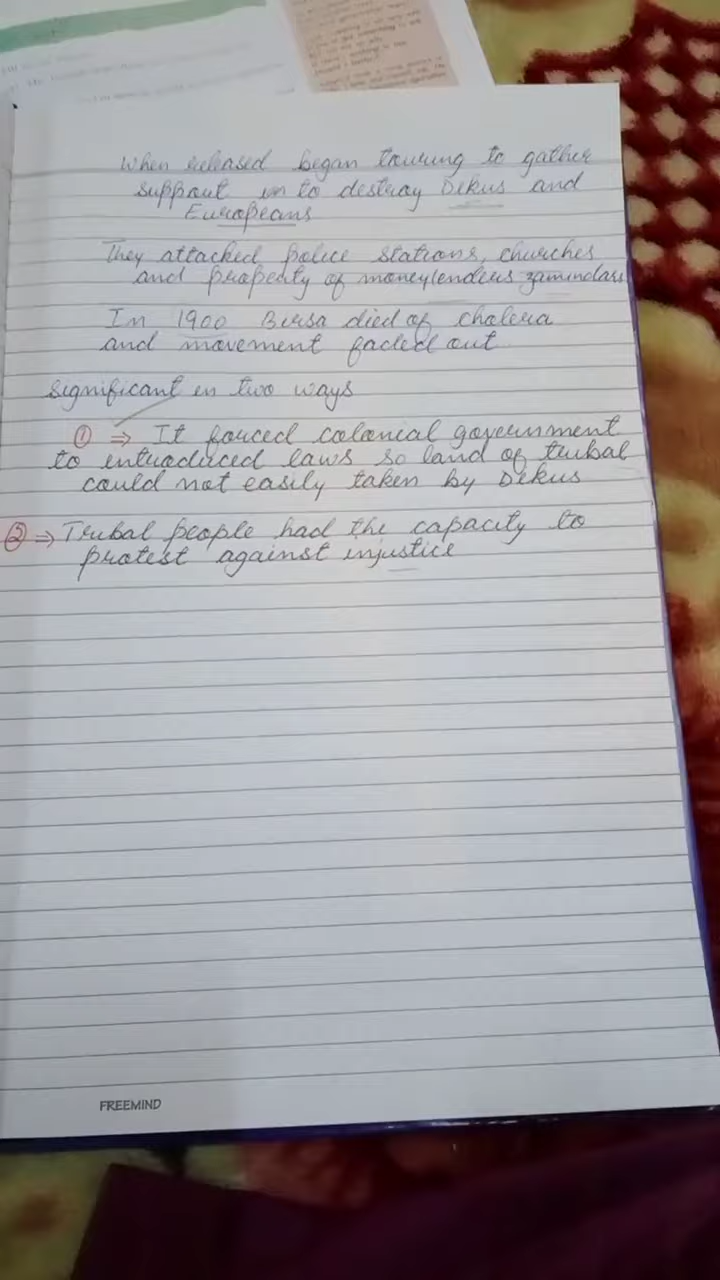 When released began touring to gather
support in to destroy Dikus and
Europeans
They attacked police stations, churches
and property of moneylenders zamindars
In 1900 Birsa died of cholera
and movement faded out
significant in two ways
① ⇒ It forced colonial government
to introduced laws so land of tribal
could not easily taken by Dikus
② ⇒ Tribal people had the capacity to
protest against injustice
FREEMIND